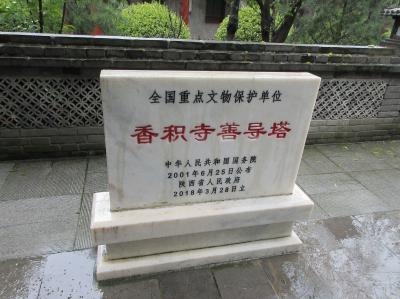 全国重点文物保护单位
香积寺善导塔
中华人民共和国国务院
2001年6月25日公布
陕西省人民政府
2018年3月28日立